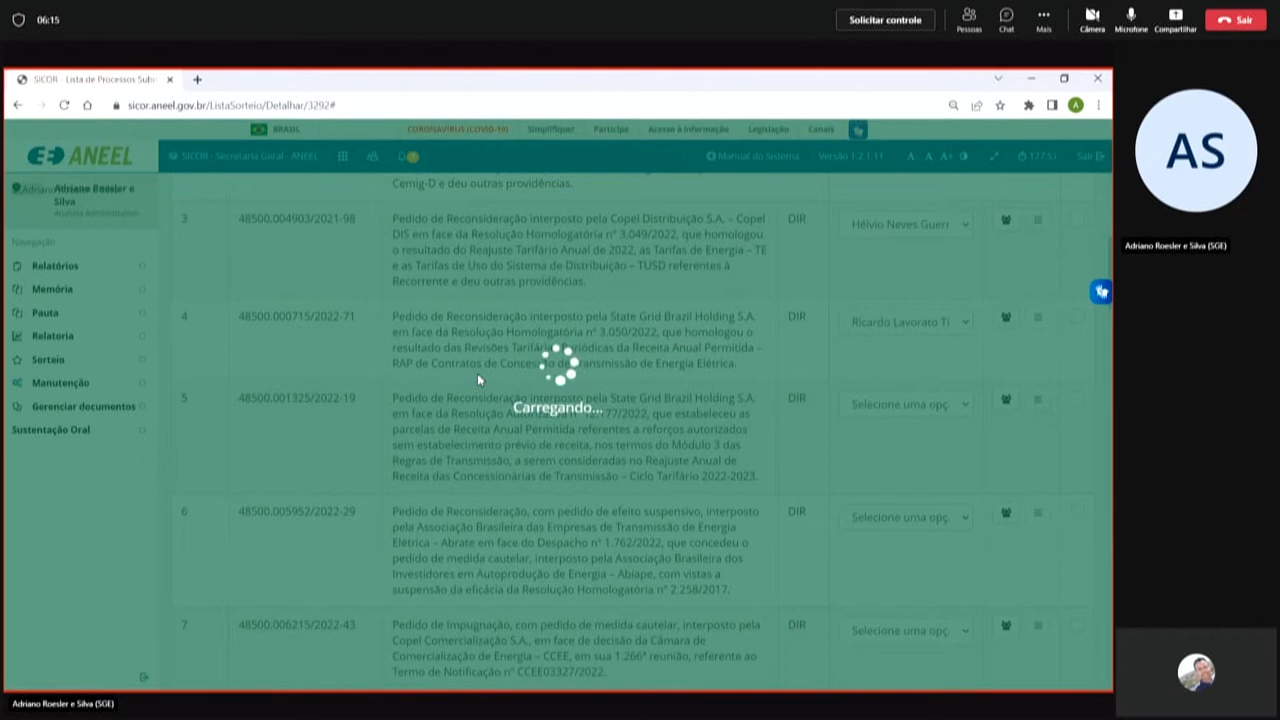 06:15
Solicitar controle
Pessoas
Chat
Mais
Câmera
Microfone
Compartilhar
Sair
SICOR - Lista de Processos Sub
sicor.aneel.gov.br/ListaSorteio/Detalhar/3292#
A
BRASIL
CORONAVÍRUS (COVID-19)
Simplifique!
Participe
Acesso à informação
Legislação
Canais
ANEEL
SICOR - Secretaria Geral - ANEEL
Manual do Sistema
Versão 1.2.1.11
A-
A
A+
Sair
Adriano Roesler e
Silva
Analista Administrativo
Navegação
Relatórios
Memória
Pauta
Relatoria
Sorteio
Manutenção
Gerenciar documentos
Sustentação Oral
Cemig-D e deu outras providências.
3
48500.004903/2021-98
Pedido de Reconsideração interposto pela Copel Distribuição S.A. – Copel
DIS em face da Resolução Homologatória nº 3.049/2022, que homologou
o resultado do Reajuste Tarifário Anual de 2022, as Tarifas de Energia – TE
e as Tarifas de Uso do Sistema de Distribuição – TUSD referentes à
Recorrente e deu outras providências.
DIR
Hélvio Neves Guerr
4
48500.000715/2022-71
Pedido de Reconsideração interposto pela State Grid Brazil Holding S.A.
em face da Resolução Homologatória nº 3.050/2022, que homologou o
resultado das Revisões Tarifárias Periódicas da Receita Anual Permitida –
RAP de Contratos de Concessão de Transmissão de Energia Elétrica.
DIR
Ricardo Lavorato Ti
Carregando...
5
48500.001325/2022-19
Pedido de Reconsideração interposto pela State Grid Brazil Holding S.A.
em face da Resolução nº 12.177/2022, que estabeleceu as
parcelas de Receita Anual Permitida referentes a reforços autorizados
sem estabelecimento prévio de receita, nos termos do Módulo 3 das
Regras de Transmissão, a serem consideradas no Reajuste Anual de
Receita das Concessionárias de Transmissão – Ciclo Tarifário 2022-2023.
DIR
Selecione uma opç
6
48500.005952/2022-29
Pedido de Reconsideração, com pedido de efeito suspensivo, interposto
pela Associação Brasileira das Empresas de Transmissão de Energia
Elétrica – Abrate em face do Despacho nº 1.762/2022, que concedeu o
pedido de medida cautelar, interposto pela Associação Brasileira dos
Investidores em Autoprodução de Energia – Abiape, com vistas a
suspensão da eficácia da Resolução Homologatória nº 2.258/2017.
DIR
Selecione uma opç
7
48500.006215/2022-43
Pedido de Impugnação, com pedido de medida cautelar, interposto pela
Copel Comercialização S.A., em face de decisão da Câmara de
Comercialização de Energia – CCEE, em sua 1.266ª reunião, referente ao
Termo de Notificação nº CCEE03327/2022.
DIR
Selecione uma opç
AS
Adriano Roesler e Silva (SGE)
Adriano Roesler e Silva (SGE)